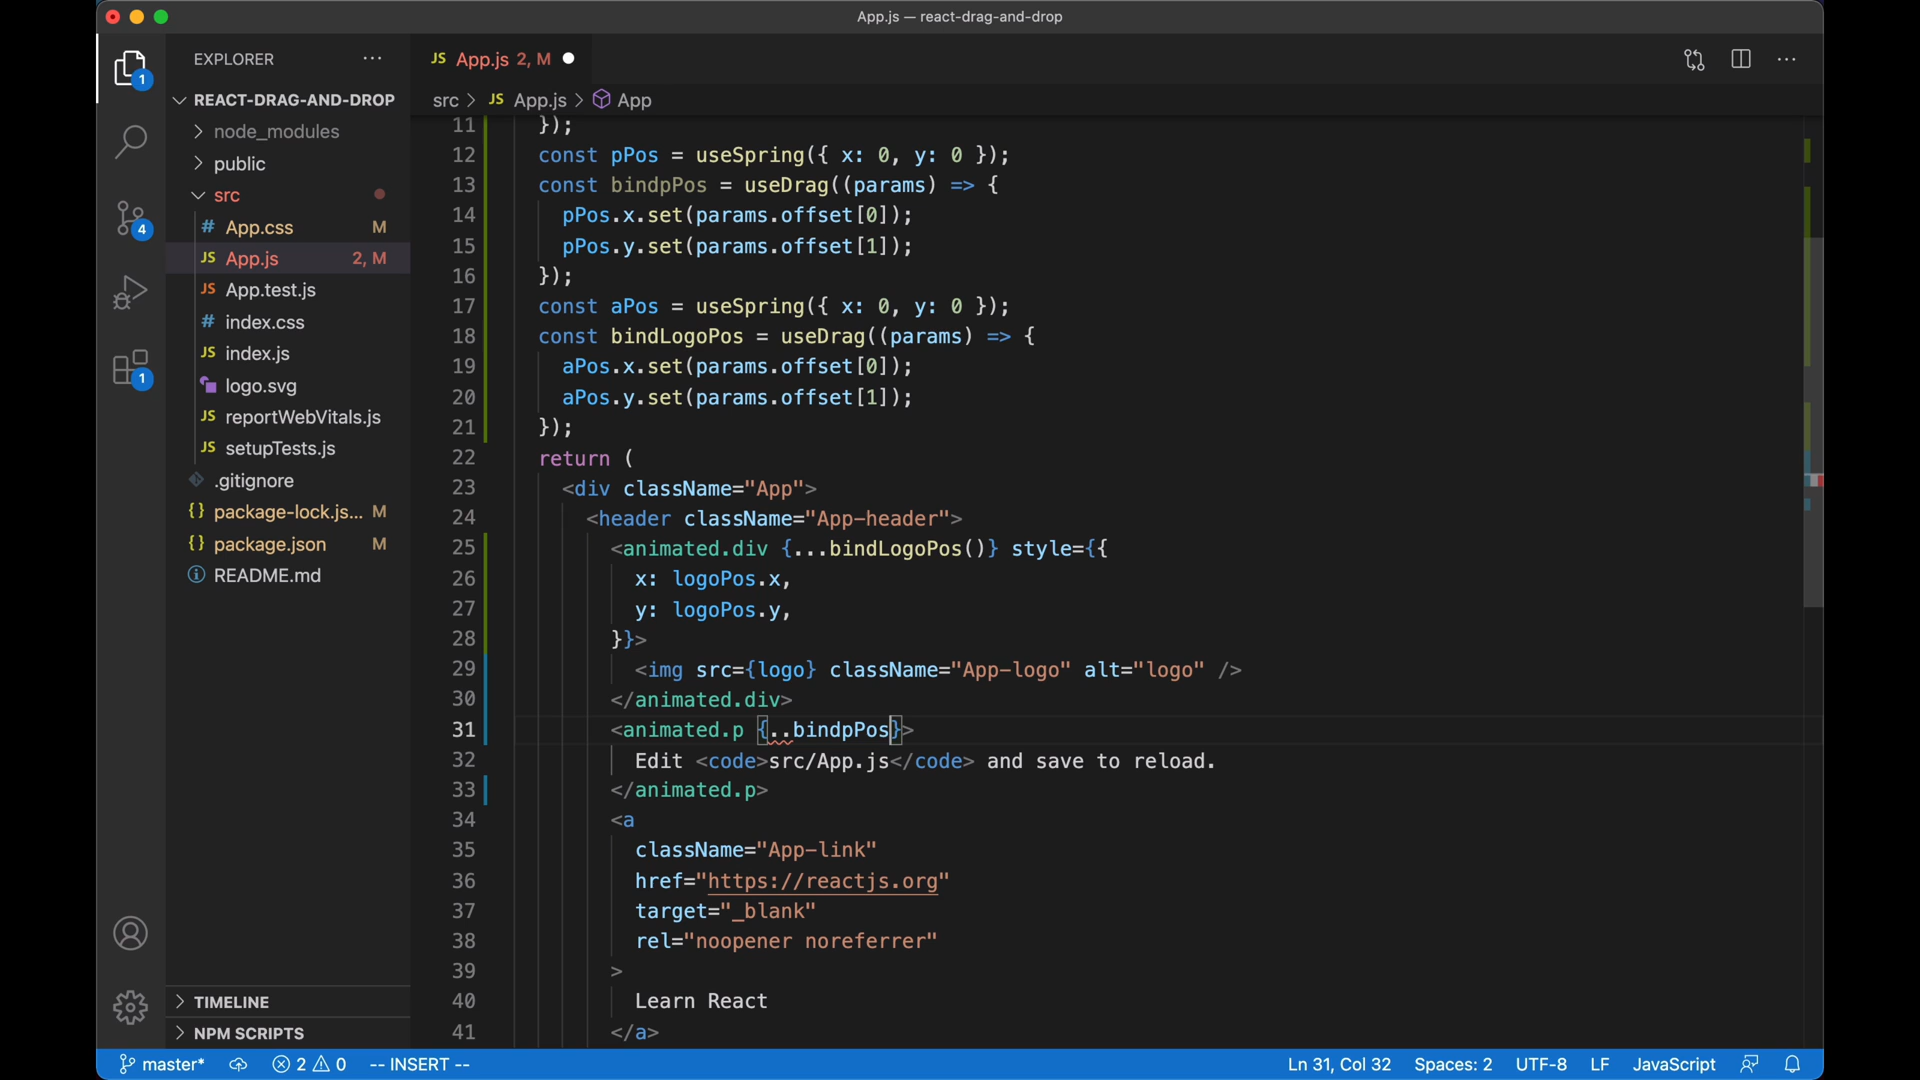 App.js — react-drag-and-drop
EXPLORER ···
JS App.js 2, M
1
REACT-DRAG-AND-DROP
src > JS App.js > App
node_modules
public
src
# App.css M
JS App.js 2, M
JS App.test.js
# index.css
JS index.js
logo.svg
JS reportWebVitals.js
JS setupTests.js
.gitignore
{} package-lock.js... M
{} package.json M
README.md
4
1
TIMELINE
NPM SCRIPTS
11 });
12 const pPos = useSpring({ x: 0, y: 0 });
13 const bindpPos = useDrag((params) => {
14 pPos.x.set(params.offset[0]);
15 pPos.y.set(params.offset[1]);
16 });
17 const aPos = useSpring({ x: 0, y: 0 });
18 const bindLogoPos = useDrag((params) => {
19 aPos.x.set(params.offset[0]);
20 aPos.y.set(params.offset[1]);
21 });
22 return (
23 <div className="App">
24 <header className="App-header">
25 <animated.div {...bindLogoPos()} style={{
26 x: logoPos.x,
27 y: logoPos.y,
28 }}>
29 <img src={logo} className="App-logo" alt="logo" />
30 </animated.div>
31 <animated.p {..bindpPos}>
32 Edit <code>src/App.js</code> and save to reload.
33 </animated.p>
34 <a
35 className="App-link"
36 href="https://reactjs.org"
37 target="_blank"
38 rel="noopener noreferrer"
39 >
40 Learn React
41 </a>
master* 2 0 -- INSERT -- Ln 31, Col 32 Spaces: 2 UTF-8 LF JavaScript